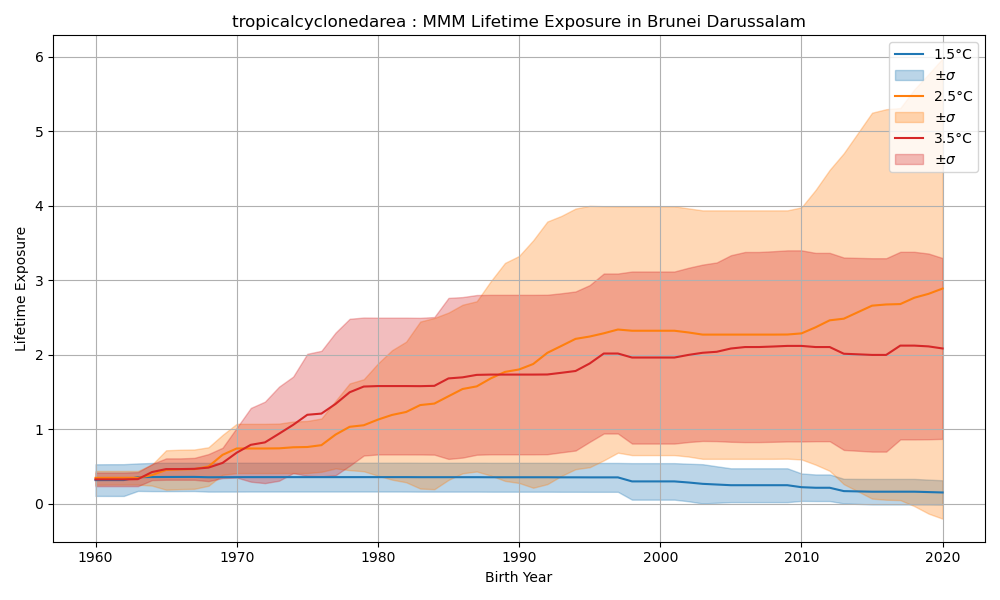 tropicalcyclonedarea : MMM Lifetime Exposure in Brunei Darussalam
1.5°C
±σ
2.5°C
±σ
3.5°C
±σ
Lifetime Exposure
6
5
4
3
2
1
0
1960 1970 1980 1990 2000 2010 2020
Birth Year